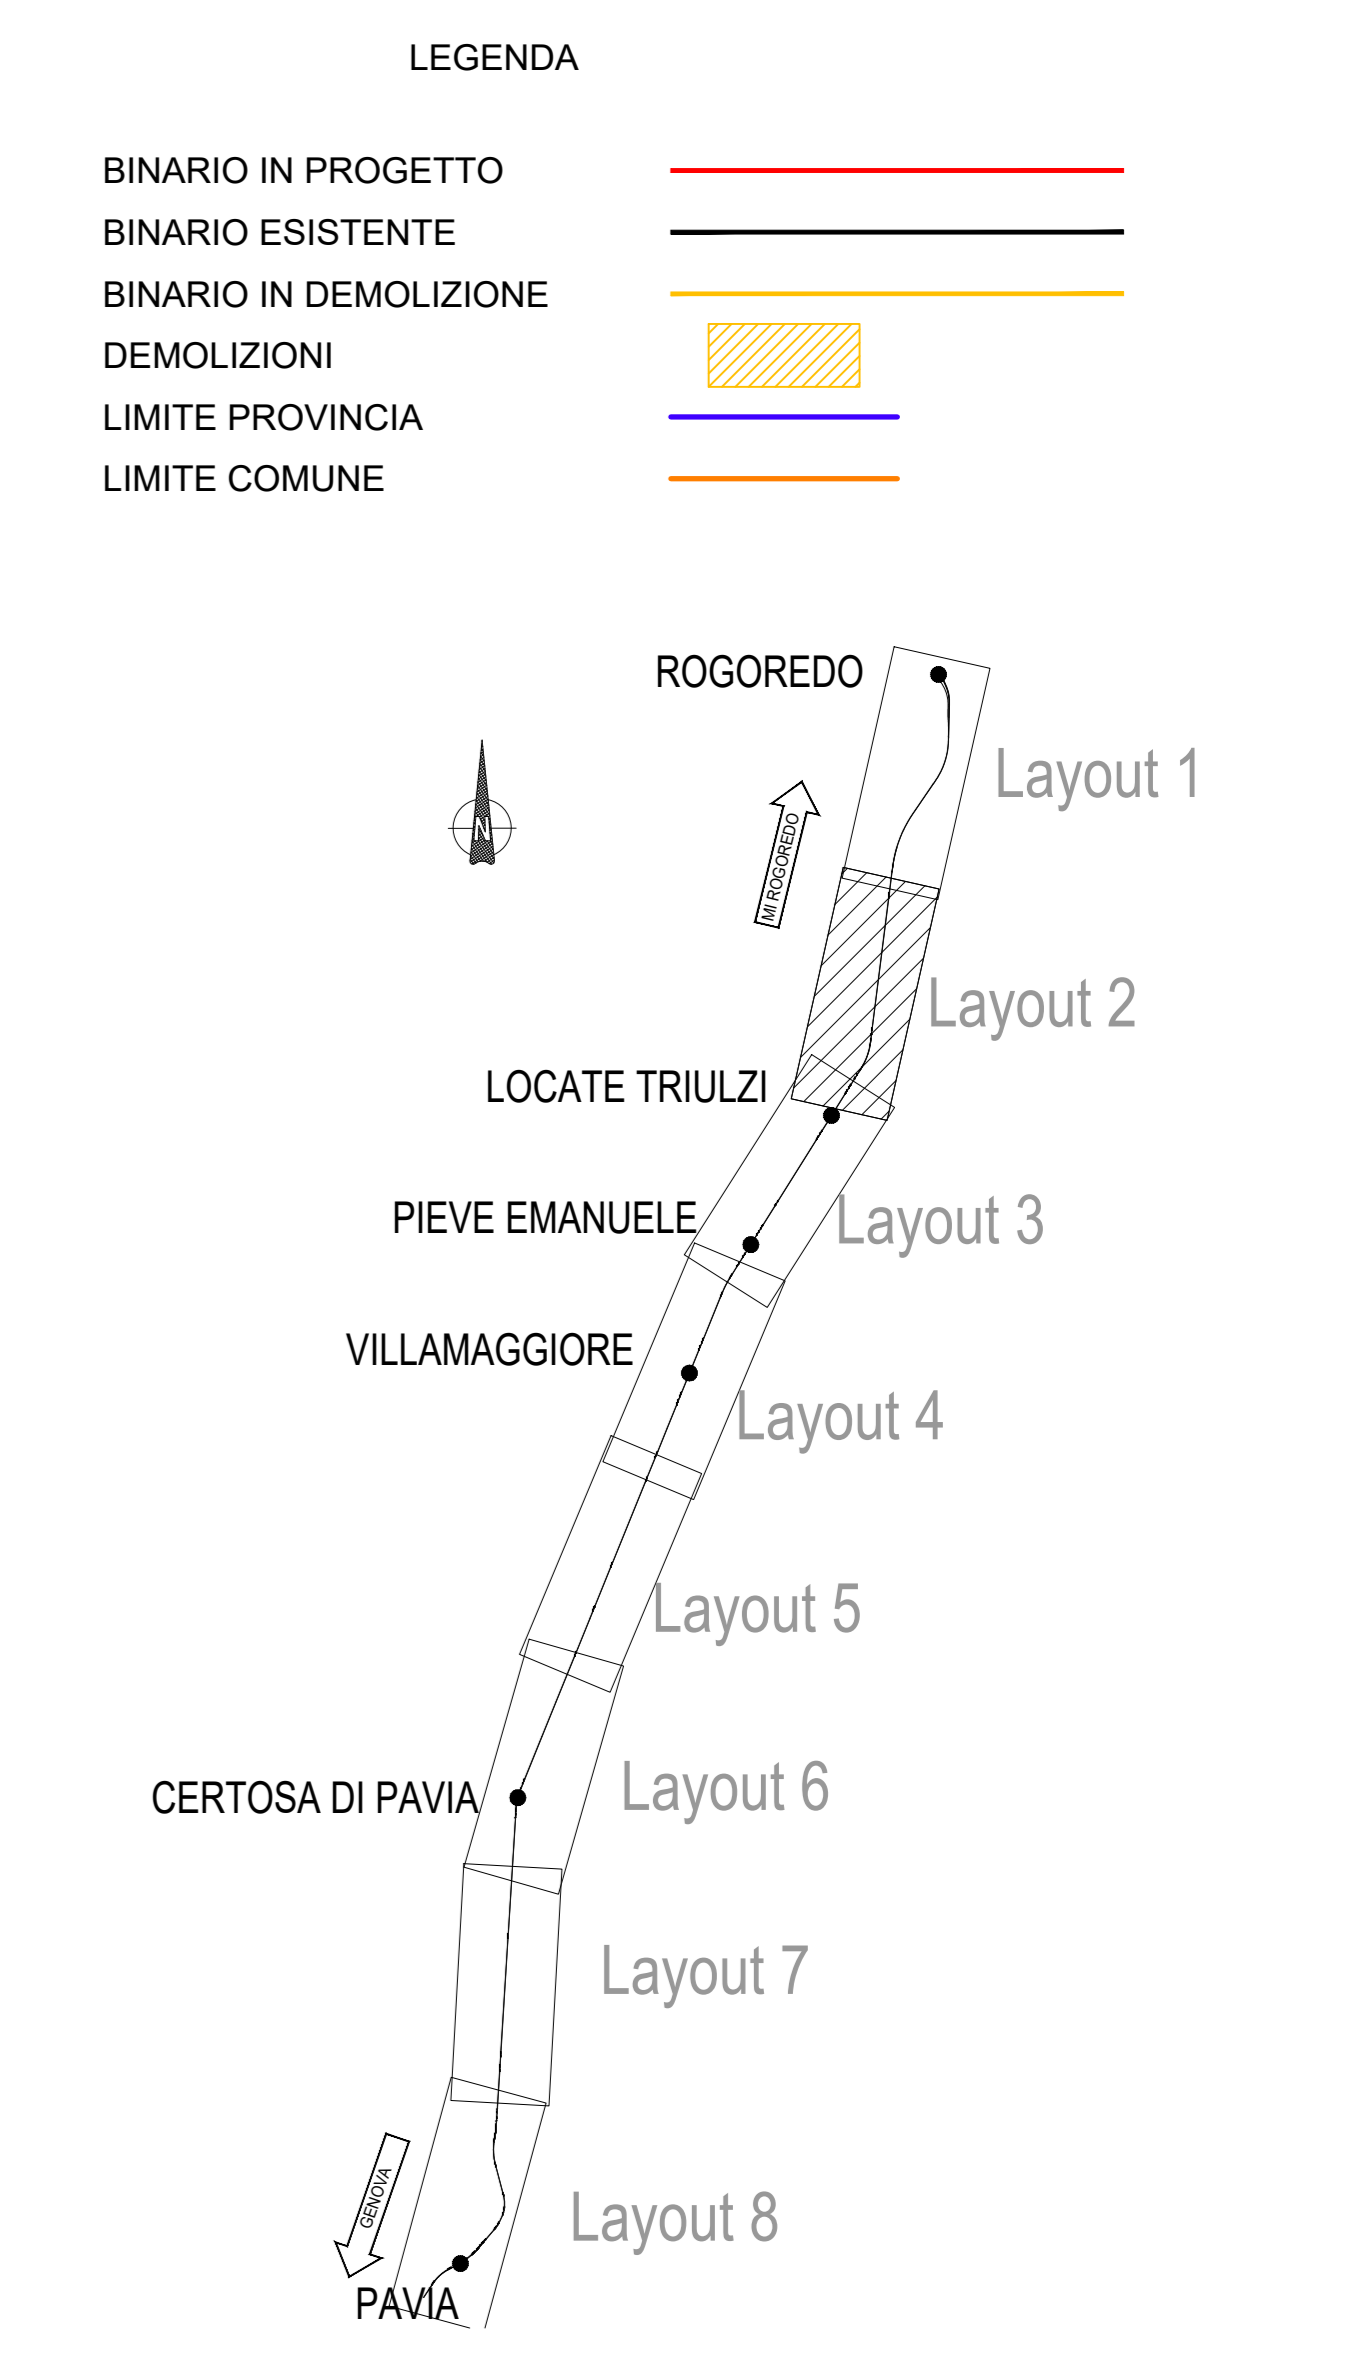 LEGENDA
BINARIO IN PROGETTO
BINARIO ESISTENTE
BINARIO IN DEMOLIZIONE
DEMOLIZIONI
LIMITE PROVINCIA
LIMITE COMUNE
ROGOREDO
Layout 1
N
MI ROGOREDO
Layout 2
LOCATE TRIULZI
PIEVE EMANUELE
Layout 3
VILLAMAGGIORE
Layout 4
Layout 5
CERTOSA DI PAVIA
Layout 6
Layout 7
GENOVA
Layout 8
PAVIA